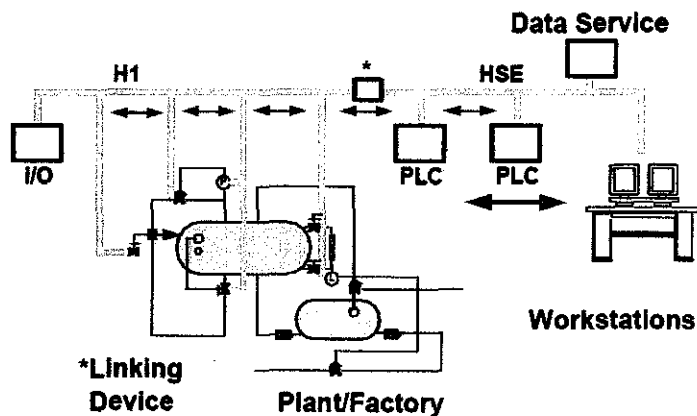 Data Service
H1
*
HSE
I/O
PLC
PLC
Workstations
*Linking
Device
Plant/Factory